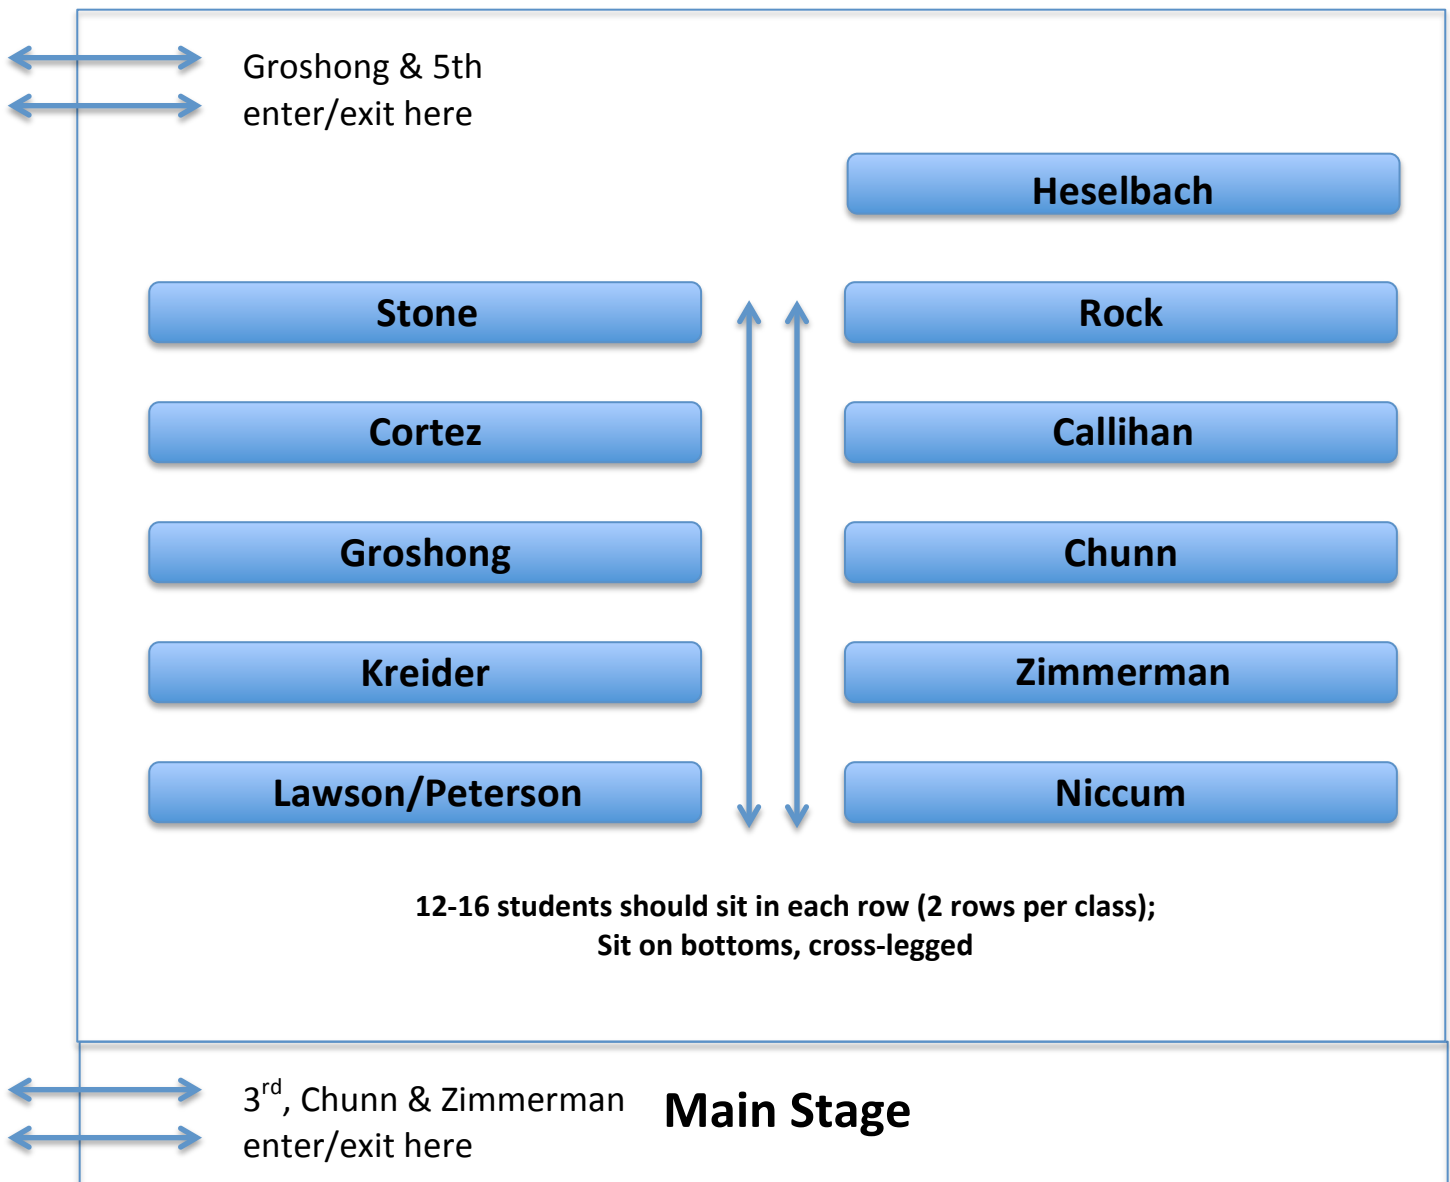 Groshong & 5th
enter/exit here
Heselbach
Stone
Rock
Cortez
Callihan
Groshong
Chunn
Kreider
Zimmerman
Lawson/Peterson
Niccum
12-16 students should sit in each row (2 rows per class);
Sit on bottoms, cross-legged
3rd, Chunn & Zimmerman
enter/exit here
Main Stage